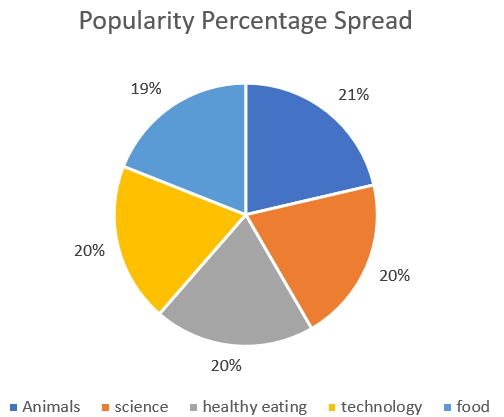 Popularity Percentage Spread
19%
21%
20%
20%
20%
Animals science healthy eating technology food